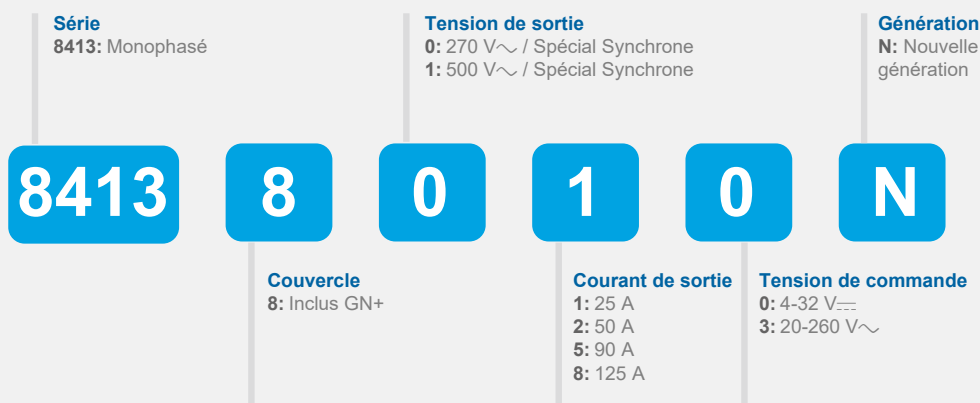 Série
8413: Monophasé
Tension de sortie
0: 270 V~ / Spécial Synchrone
1: 500 V~ / Spécial Synchrone
Génération
N: Nouvelle
génération
8413 8 0 1 0 N
Couvercle
8: Inclus GN+
Courant de sortie
1: 25 A
2: 50 A
5: 90 A
8: 125 A
Tension de commande
0: 4-32 V⎓
3: 20-260 V~